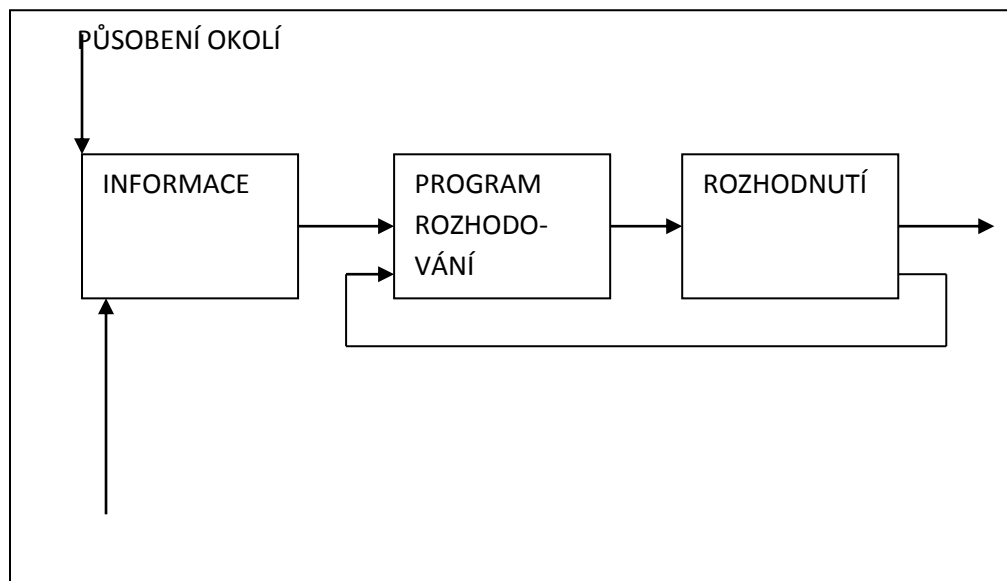 PŮSOBENÍ OKOLÍ
INFORMACE
PROGRAM
ROZHODO-
VÁNÍ
ROZHODNUTÍ